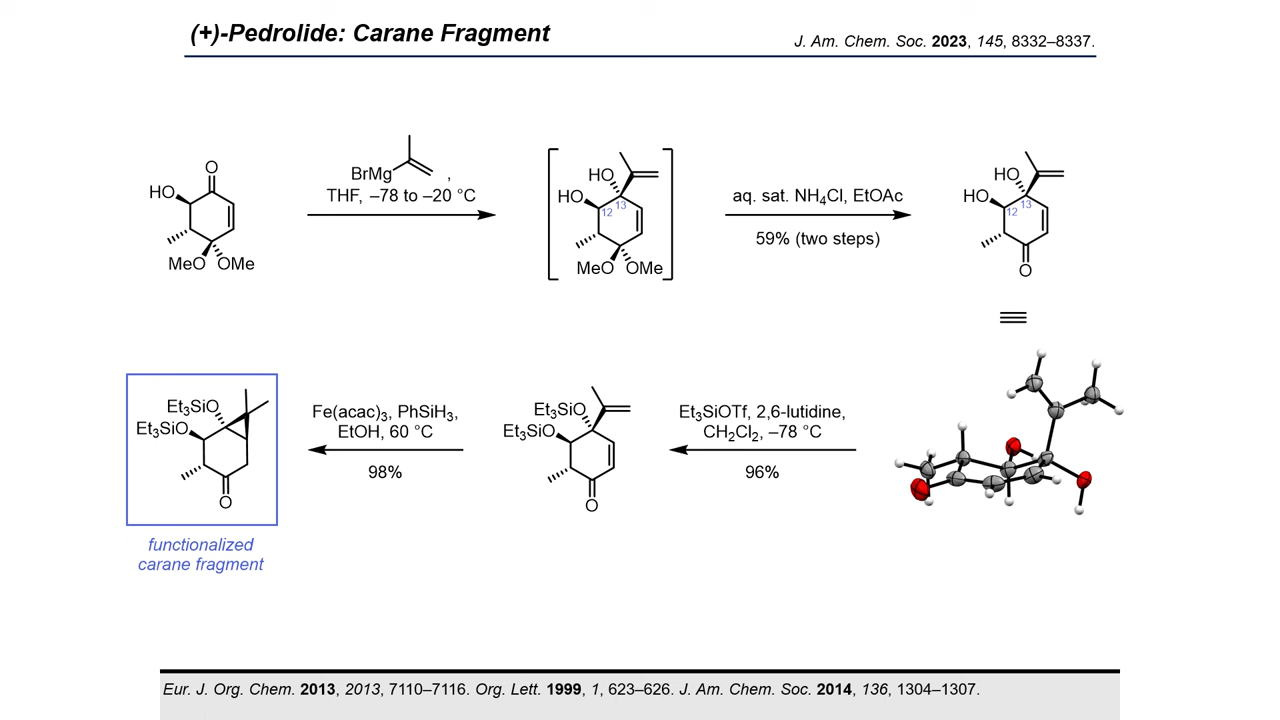 (+)-Pedrolide: Carane Fragment
J. Am. Chem. Soc. 2023, 145, 8332–8337.
O
HO
MeO OMe
BrMg ,
THF, –78 to –20 °C
HO
HO
13
12
MeO OMe
aq. sat. NH4Cl, EtOAc
59% (two steps)
HO
HO
13
12
O
Et3SiO
Et3SiO
O
functionalized
carane fragment
Fe(acac)3, PhSiH3,
EtOH, 60 °C
98%
Et3SiO
Et3SiO
O
Et3SiOTf, 2,6-lutidine,
CH2Cl2, –78 °C
96%
Eur. J. Org. Chem. 2013, 2013, 7110–7116. Org. Lett. 1999, 1, 623–626. J. Am. Chem. Soc. 2014, 136, 1304–1307.